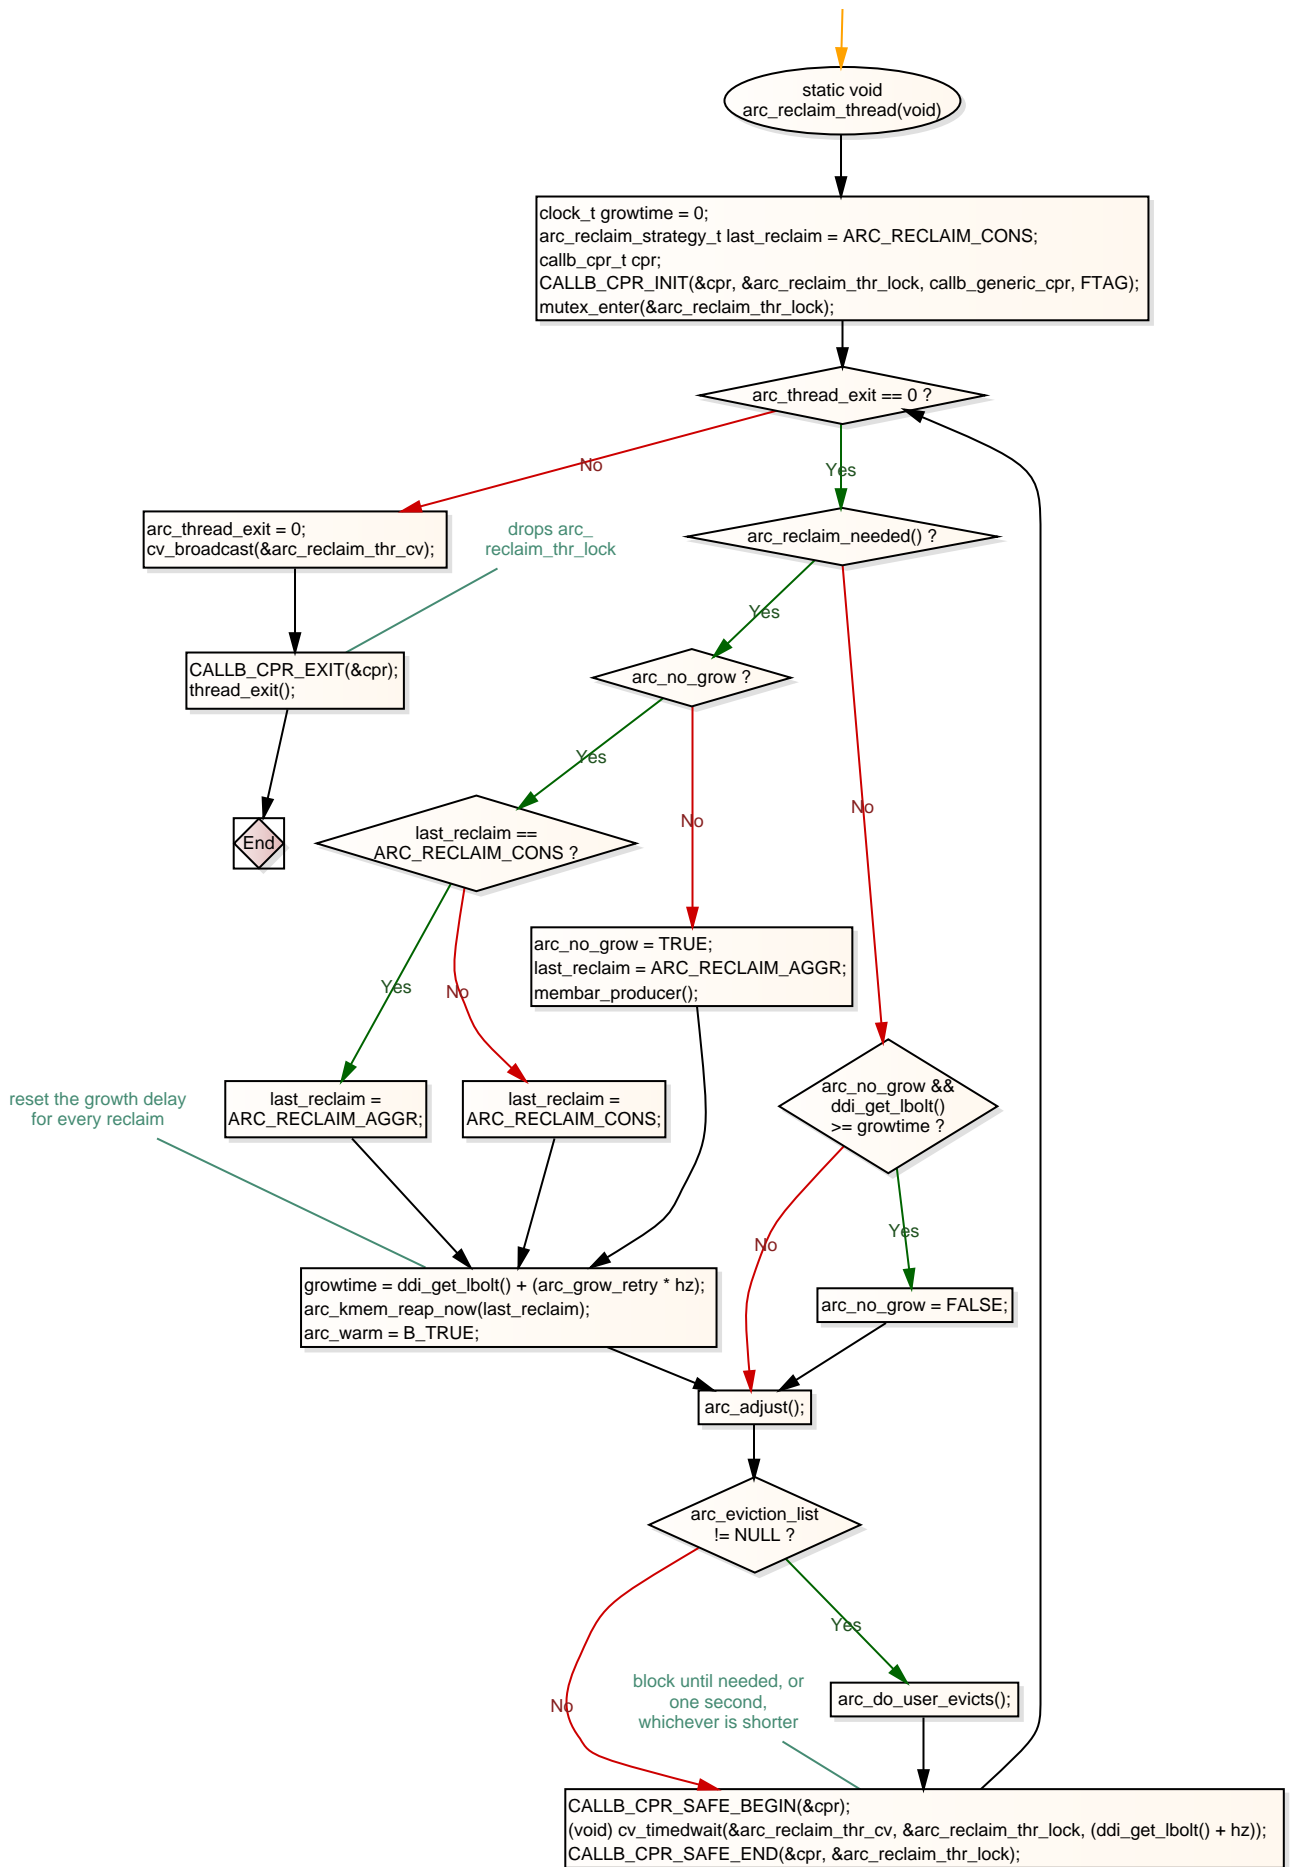 static void
arc_reclaim_thread(void)
clock_t growtime = 0;
arc_reclaim_strategy_t last_reclaim = ARC_RECLAIM_CONS;
callb_cpr_t cpr;
CALLB_CPR_INIT(&cpr, &arc_reclaim_thr_lock, callb_generic_cpr, FTAG);
mutex_enter(&arc_reclaim_thr_lock);
arc_thread_exit == 0 ?
No
Yes
arc_thread_exit = 0;
cv_broadcast(&arc_reclaim_thr_cv);
drops arc_
reclaim_thr_lock
arc_reclaim_needed() ?
Yes
CALLB_CPR_EXIT(&cpr);
thread_exit();
arc_no_grow ?
Yes
No
No
End
last_reclaim ==
ARC_RECLAIM_CONS ?
arc_no_grow = TRUE;
last_reclaim = ARC_RECLAIM_AGGR;
membar_producer();
Yes
No
reset the growth delay
for every reclaim
last_reclaim =
ARC_RECLAIM_AGGR;
last_reclaim =
ARC_RECLAIM_CONS;
arc_no_grow &&
ddi_get_lbolt()
>= growtime ?
No
Yes
growtime = ddi_get_lbolt() + (arc_grow_retry * hz);
arc_kmem_reap_now(last_reclaim);
arc_warm = B_TRUE;
arc_no_grow = FALSE;
arc_adjust();
arc_eviction_list
!= NULL ?
Yes
No
block until needed, or
one second,
whichever is shorter
arc_do_user_evicts();
CALLB_CPR_SAFE_BEGIN(&cpr);
(void) cv_timedwait(&arc_reclaim_thr_cv, &arc_reclaim_thr_lock, (ddi_get_lbolt() + hz));
CALLB_CPR_SAFE_END(&cpr, &arc_reclaim_thr_lock);